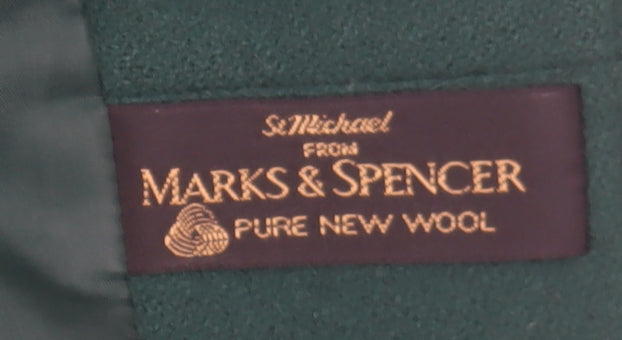 St Michael
FROM
MARKS & SPENCER
PURE NEW WOOL